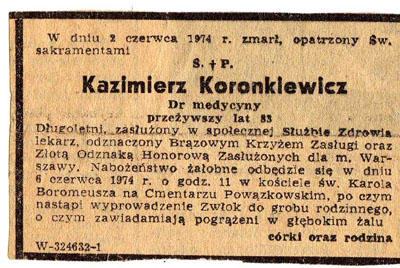 W dniu 2 czerwca 1974 r. zmarł, opatrzony Św.
sakramentami
Ś. † P.
Kazimierz Koronkiewicz
Dr medycyny
przeżywszy lat 83
Długoletni, zasłużony w społecznej Służbie Zdrowia
lekarz, odznaczony Brązowym Krzyżem Zasługi oraz
Złotą Odznaką Honorową Zasłużonych dla m. War-
szawy. Nabożeństwo żałobne odbędzie się w dniu
6 czerwca 1974 r. o godz. 11 w kościele św. Karola
Boromeusza na Cmentarzu Powązkowskim, po czym
nastąpi wyprowadzenie Zwłok do grobu rodzinnego,
o czym zawiadamiają pogrążeni w głębokim żalu
córki oraz rodzina
W-324632-1